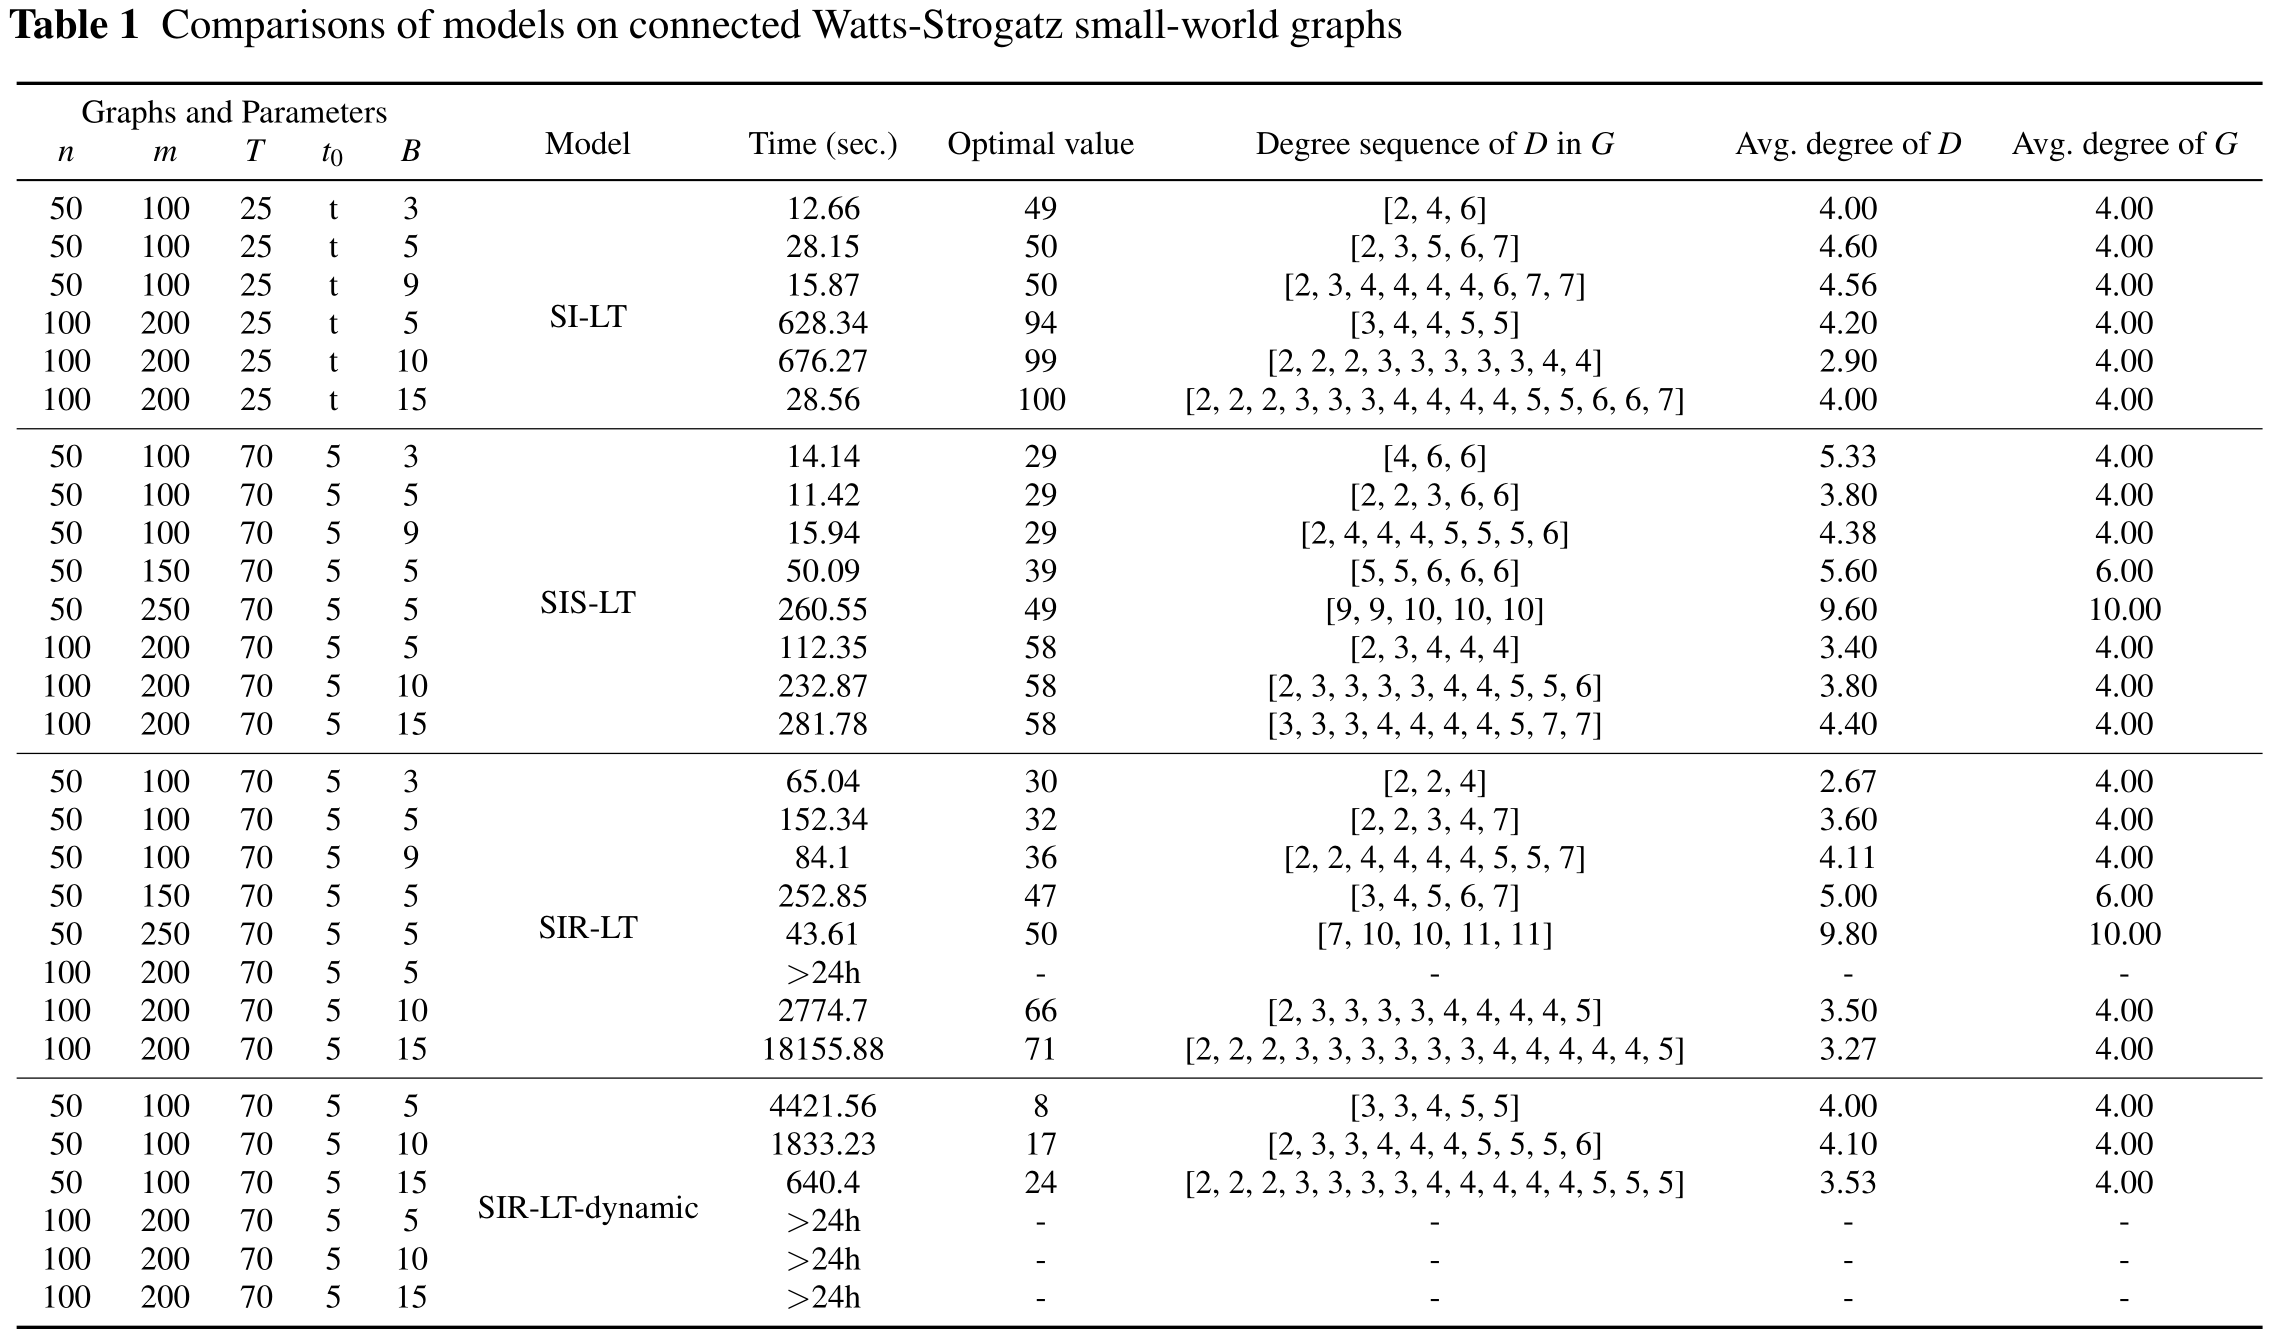 Table 1 Comparisons of models on connected Watts-Strogatz small-world graphs
Graphs and Parameters
n m T t0 B Model Time (sec.) Optimal value Degree sequence of D in G Avg. degree of D Avg. degree of G
50 100 25 t 3 12.66 49 [2, 4, 6] 4.00 4.00
50 100 25 t 5 28.15 50 [2, 3, 5, 6, 7] 4.60 4.00
50 100 25 t 9 15.87 50 [2, 3, 4, 4, 4, 4, 6, 7, 7] 4.56 4.00
SI-LT
100 200 25 t 5 628.34 94 [3, 4, 4, 5, 5] 4.20 4.00
100 200 25 t 10 676.27 99 [2, 2, 2, 3, 3, 3, 3, 3, 4, 4] 2.90 4.00
100 200 25 t 15 28.56 100 [2, 2, 2, 3, 3, 3, 4, 4, 4, 4, 5, 5, 6, 6, 7] 4.00 4.00
50 100 70 5 3 14.14 29 [4, 6, 6] 5.33 4.00
50 100 70 5 5 11.42 29 [2, 2, 3, 6, 6] 3.80 4.00
50 100 70 5 9 15.94 29 [2, 4, 4, 4, 5, 5, 5, 6] 4.38 4.00
50 150 70 5 5 50.09 39 [5, 5, 6, 6, 6] 5.60 6.00
SIS-LT
50 250 70 5 5 260.55 49 [9, 9, 10, 10, 10] 9.60 10.00
100 200 70 5 5 112.35 58 [2, 3, 4, 4, 4] 3.40 4.00
100 200 70 5 10 232.87 58 [2, 3, 3, 3, 3, 4, 4, 5, 5, 6] 3.80 4.00
100 200 70 5 15 281.78 58 [3, 3, 3, 4, 4, 4, 4, 5, 7, 7] 4.40 4.00
50 100 70 5 3 65.04 30 [2, 2, 4] 2.67 4.00
50 100 70 5 5 152.34 32 [2, 2, 3, 4, 7] 3.60 4.00
50 100 70 5 9 84.1 36 [2, 2, 4, 4, 4, 4, 5, 5, 7] 4.11 4.00
50 150 70 5 5 252.85 47 [3, 4, 5, 6, 7] 5.00 6.00
SIR-LT
50 250 70 5 5 43.61 50 [7, 10, 10, 11, 11] 9.80 10.00
100 200 70 5 5 >24h - - - -
100 200 70 5 10 2774.7 66 [2, 3, 3, 3, 3, 4, 4, 4, 4, 5] 3.50 4.00
100 200 70 5 15 18155.88 71 [2, 2, 2, 3, 3, 3, 3, 3, 3, 4, 4, 4, 4, 4, 5] 3.27 4.00
50 100 70 5 5 4421.56 8 [3, 3, 4, 5, 5] 4.00 4.00
50 100 70 5 10 1833.23 17 [2, 3, 3, 4, 4, 4, 5, 5, 5, 6] 4.10 4.00
50 100 70 5 15 640.4 24 [2, 2, 2, 3, 3, 3, 3, 4, 4, 4, 4, 4, 5, 5, 5] 3.53 4.00
SIR-LT-dynamic
100 200 70 5 5 >24h - - - -
100 200 70 5 10 >24h - - - -
100 200 70 5 15 >24h - - - -